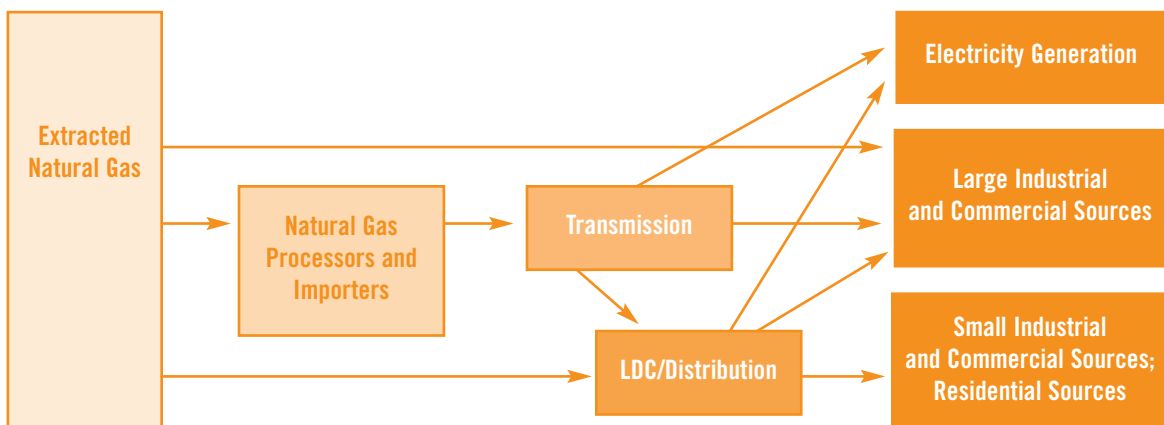 Extracted
Natural Gas
Natural Gas
Processors and
Importers
Transmission
LDC/Distribution
Electricity Generation
Large Industrial
and Commercial Sources
Small Industrial
and Commercial Sources;
Residential Sources